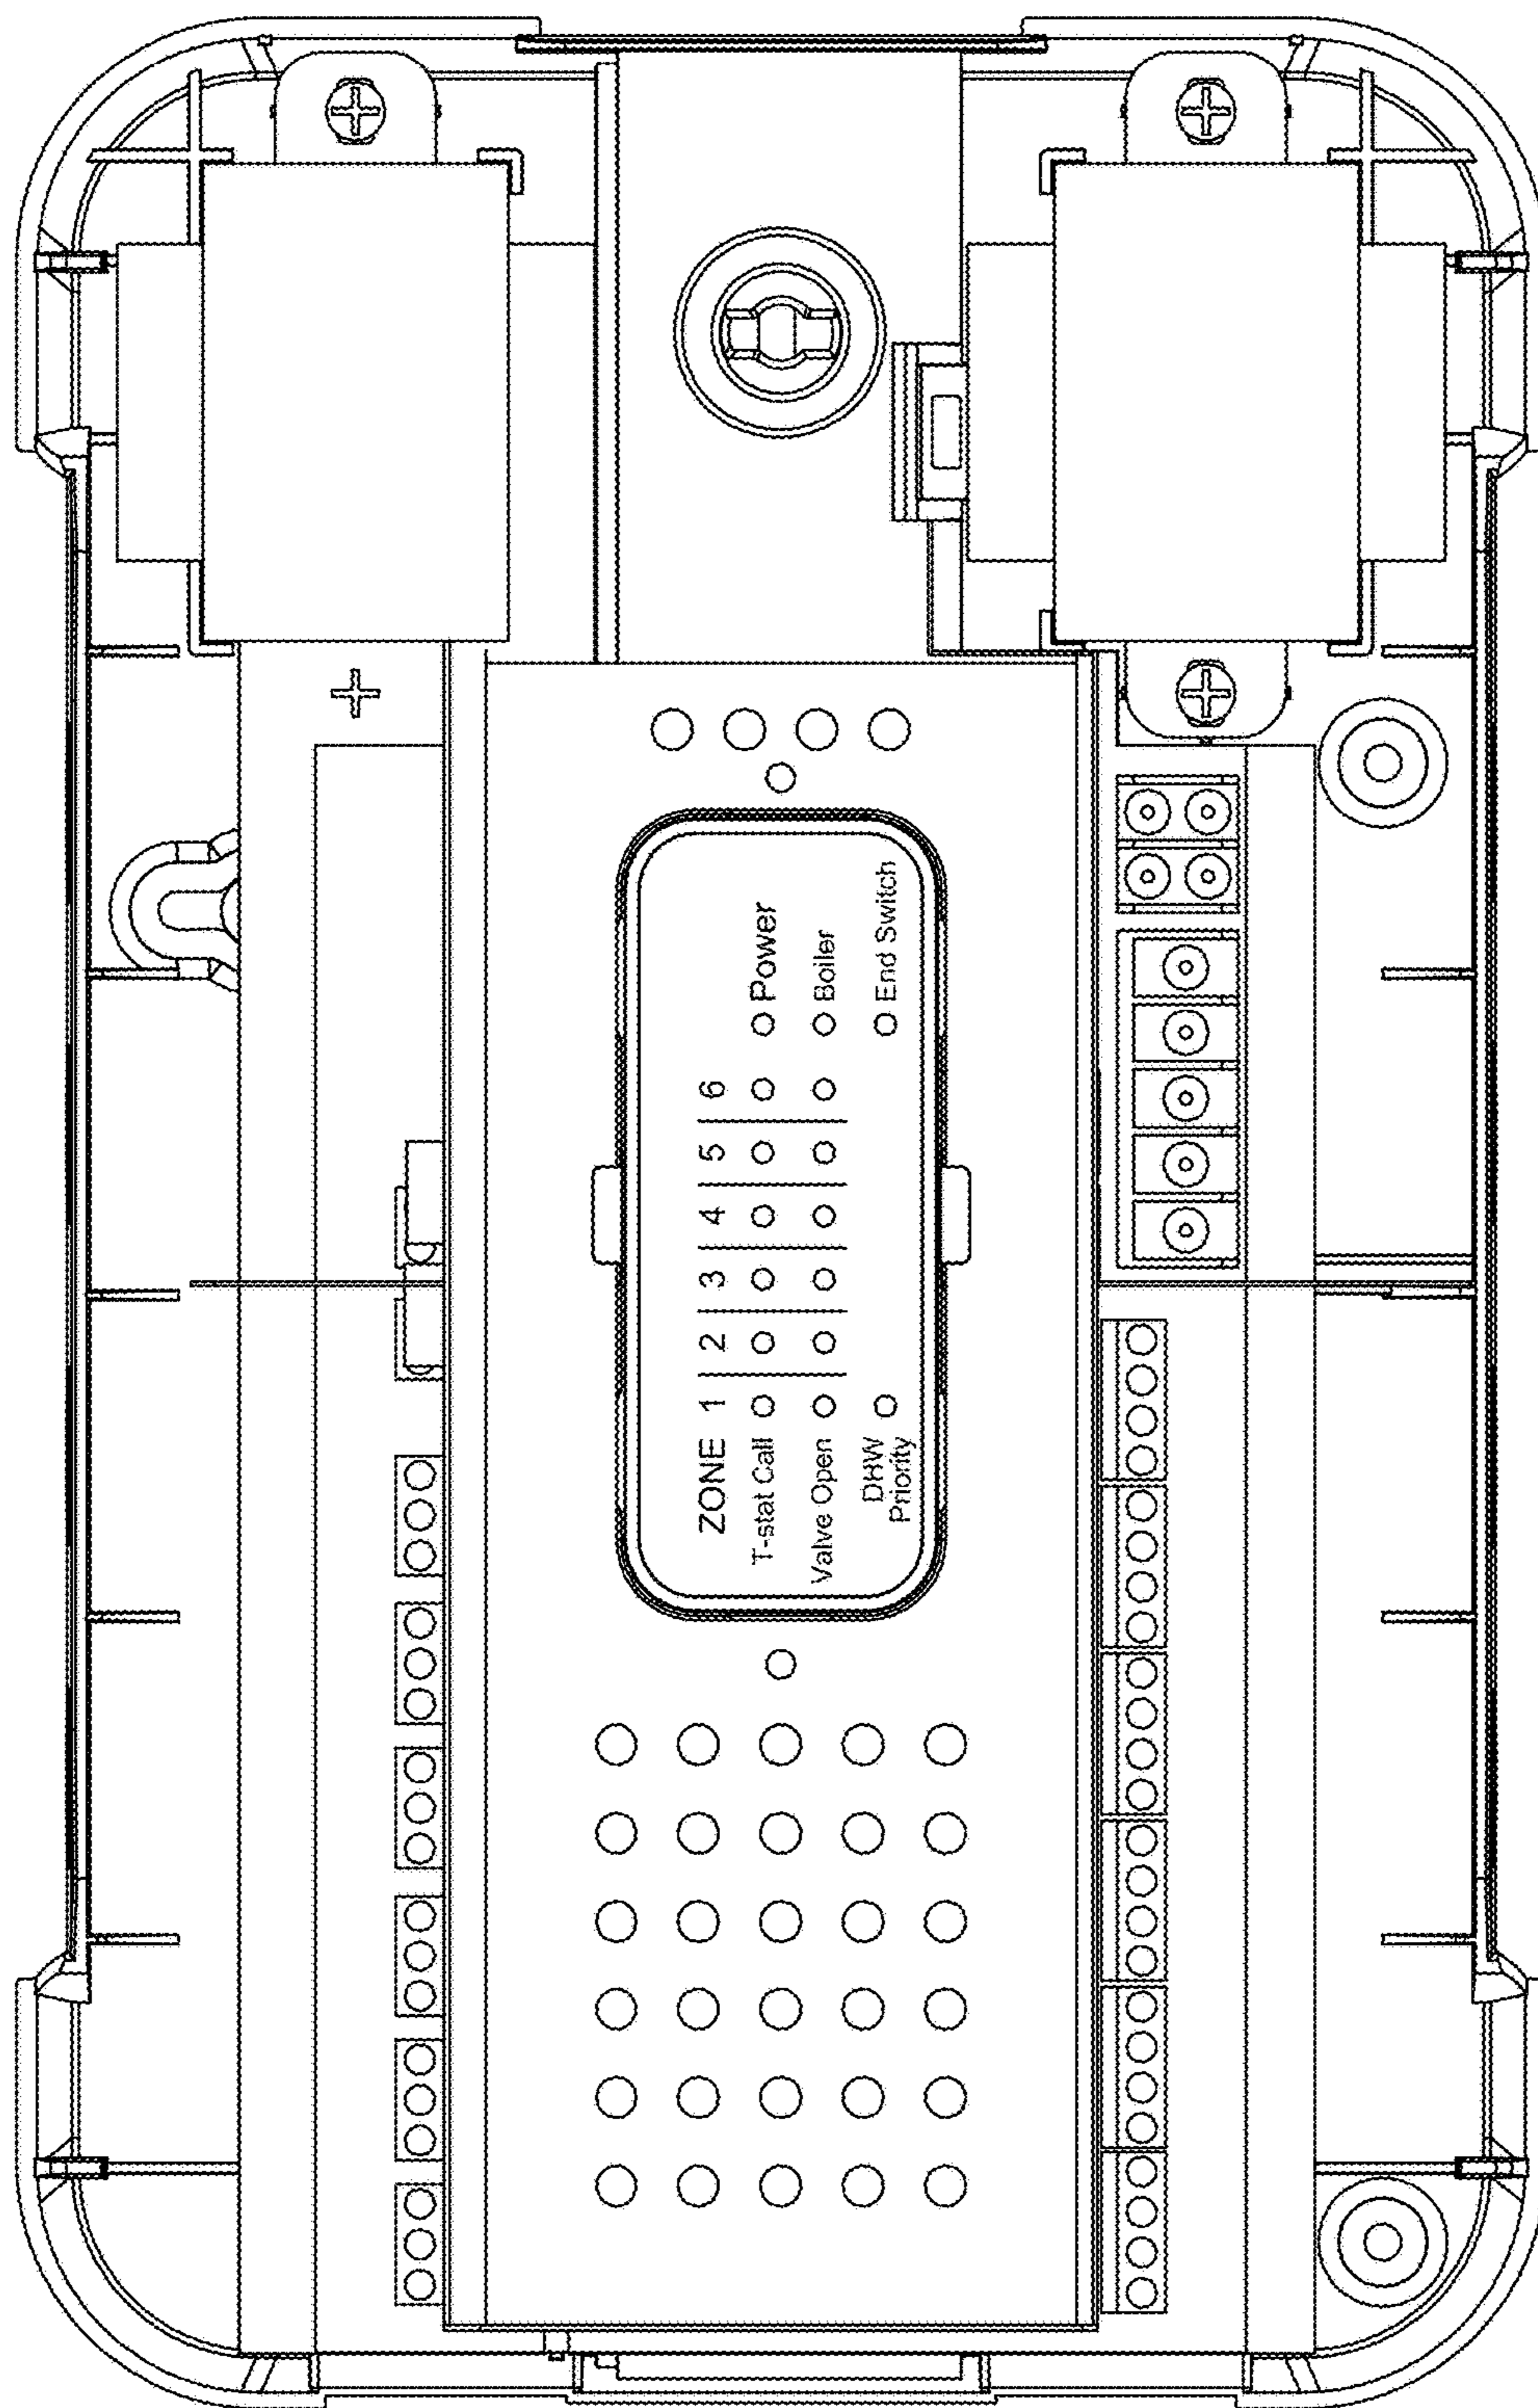 ZONE 1 2 3 4 5 6
T-stat Call Power
Valve Open Boiler
DHW
Priority
End Switch